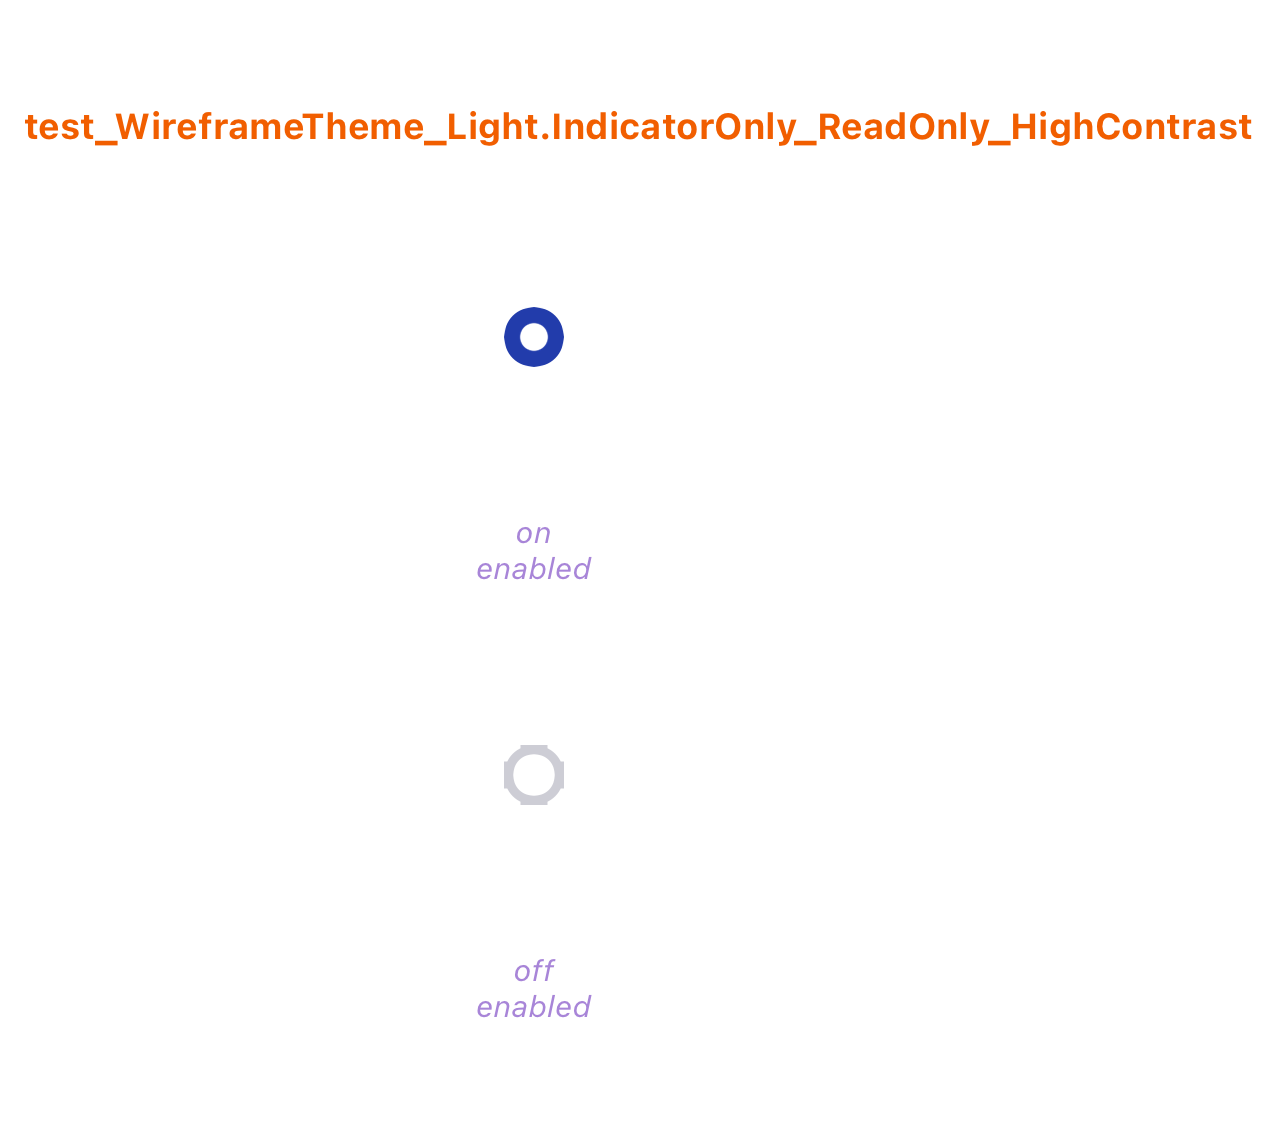 test_WireframeTheme_Light.IndicatorOnly_ReadOnly_HighContrast
on
enabled
off
enabled